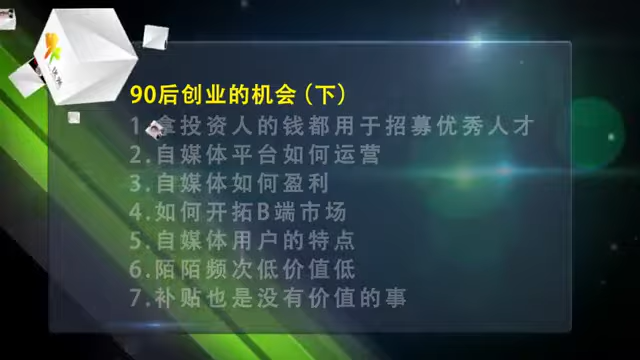 90后创业的机会(下)
1.拿投资人的钱都用于招募优秀人才
2.自媒体平台如何运营
3.自媒体如何盈利
4.如何开拓B端市场
5.自媒体用户的特点
6.陌陌频次低价值低
7.补贴也是没有价值的事